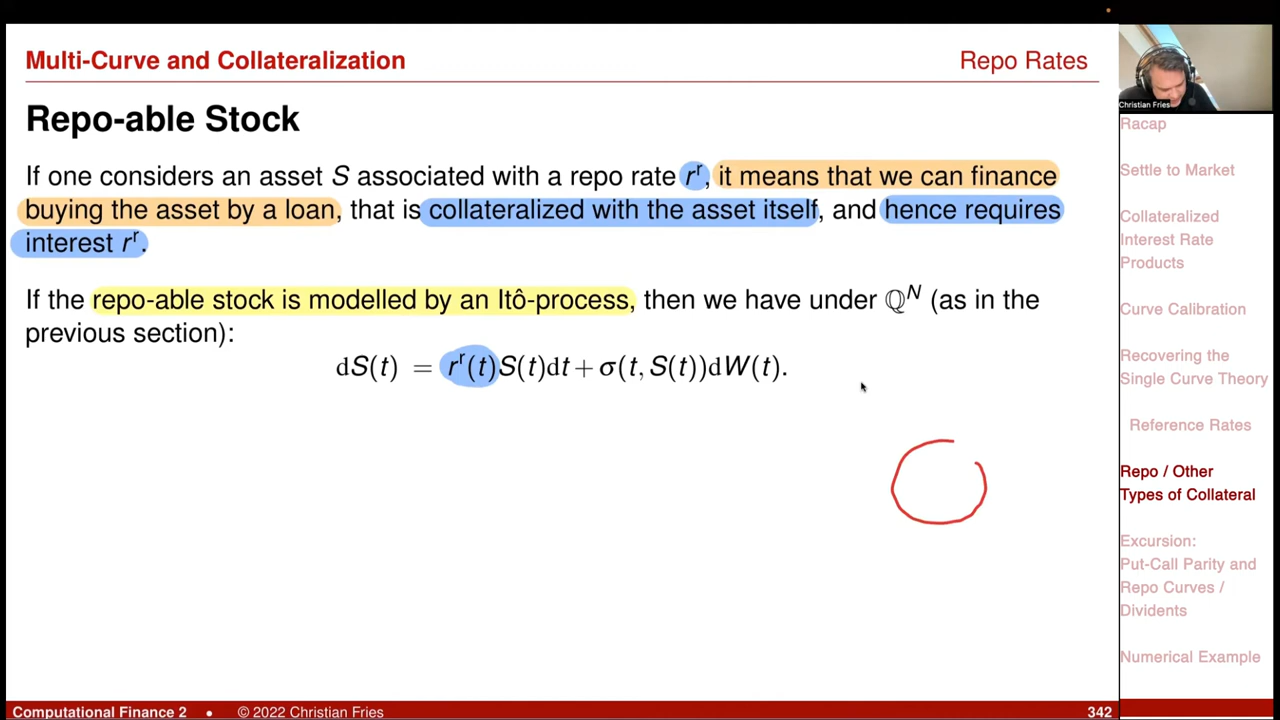 Multi-Curve and Collateralization
Repo Rates
Repo-able Stock
If one considers an asset S associated with a repo rate rʳ, it means that we can finance
buying the asset by a loan, that is collateralized with the asset itself, and hence requires
interest rʳ.
If the repo-able stock is modelled by an Itô-process, then we have under ℚᴺ (as in the
previous section):
dS(t) = rʳ(t)S(t)dt + σ(t, S(t))dW(t).
Christian Fries
Racap
Settle to Market
Collateralized
Interest Rate
Products
Curve Calibration
Recovering the
Single Curve Theory
Reference Rates
Repo / Other
Types of Collateral
Excursion:
Put-Call Parity and
Repo Curves /
Dividents
Numerical Example
Computational Finance 2 • © 2022 Christian Fries
342